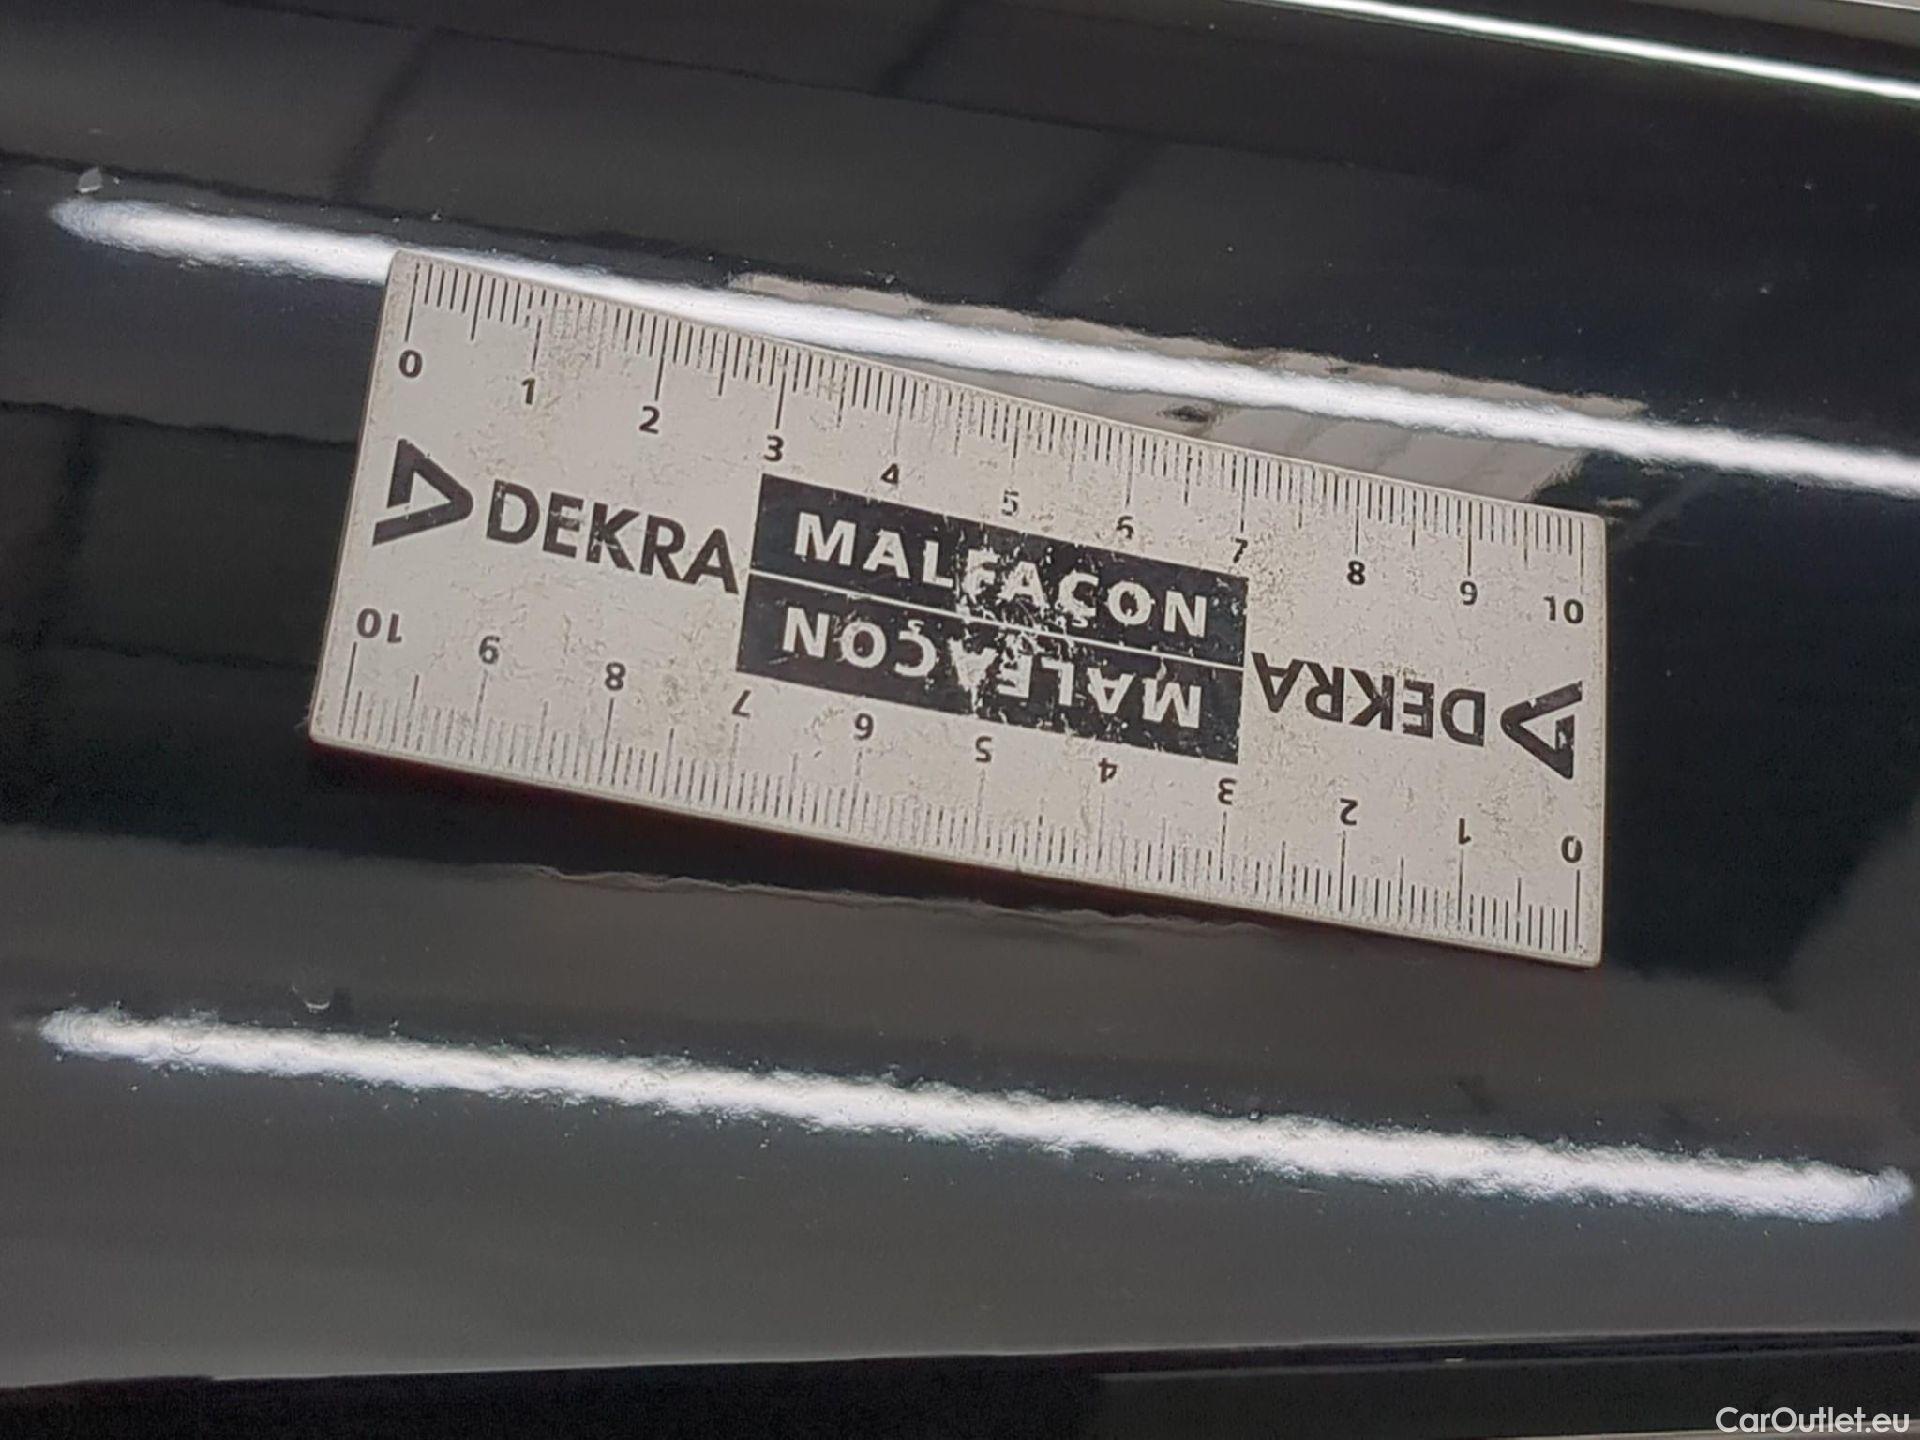 0 1 2 3 4 5 6 7 8 9 10
DEKRA
MALFAÇON
MALFAÇON
DEKRA
10 9 8 7 6 5 4 3 2 1 0
CarOutlet.eu